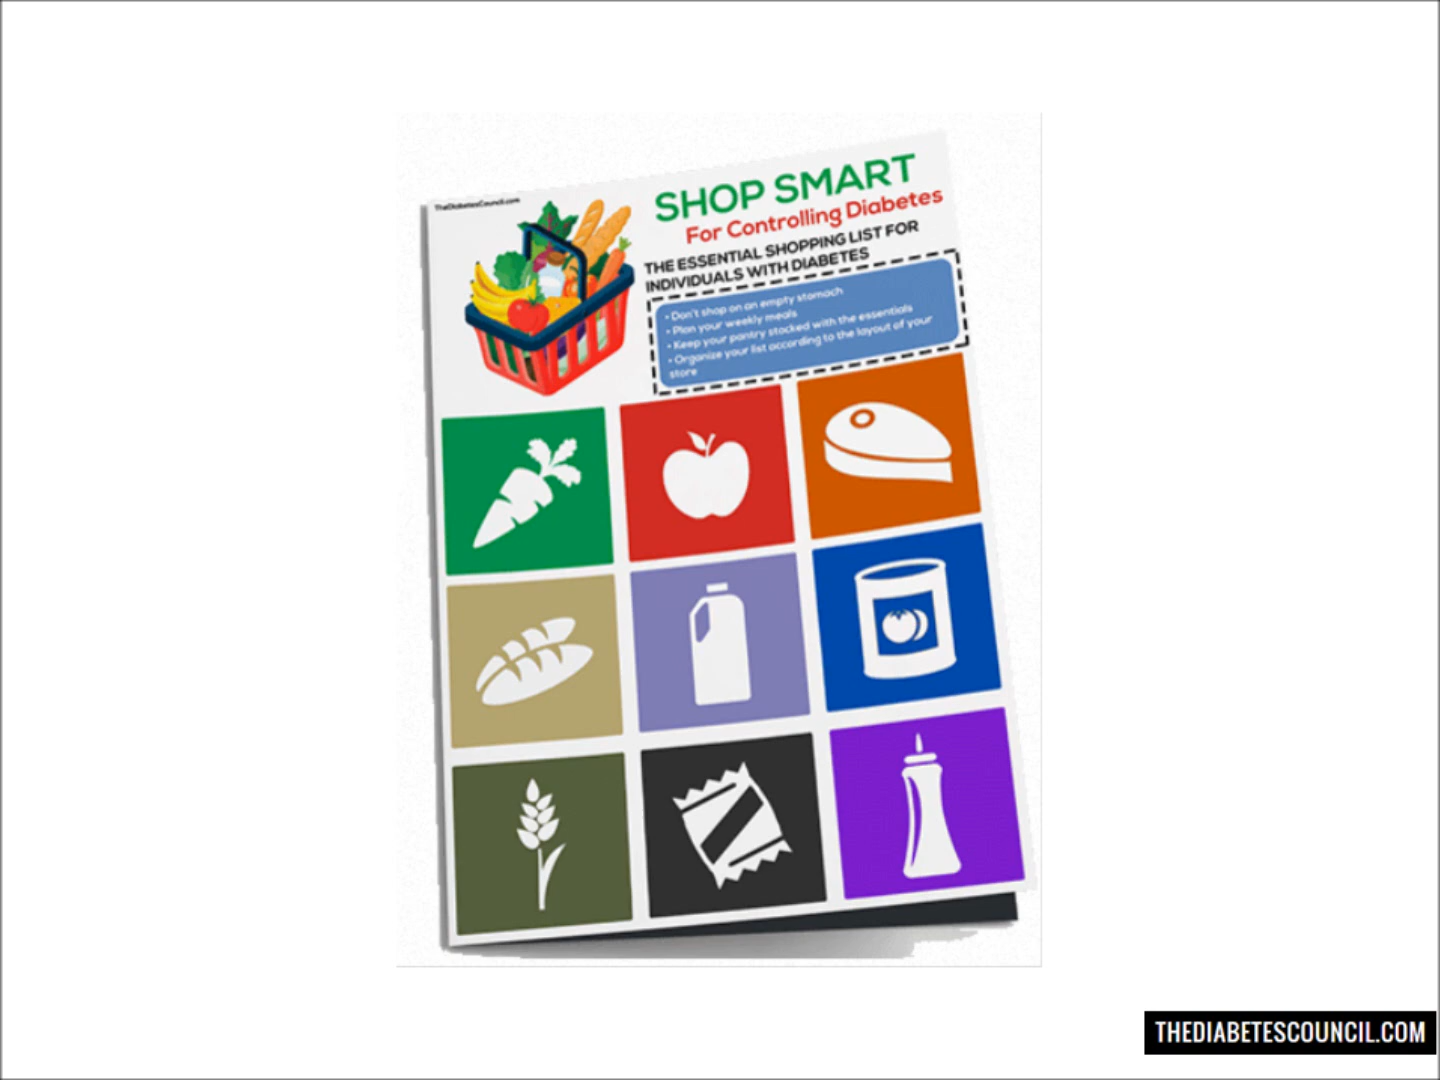 TheDiabetesCouncil.com
SHOP SMART
For Controlling Diabetes
THE ESSENTIAL SHOPPING LIST FOR
INDIVIDUALS WITH DIABETES
• Don't shop on an empty stomach
• Plan your weekly meals
• Keep your pantry stocked with the essentials
• Organize your list according to the layout of your
store
THEDIABETESCOUNCIL.COM